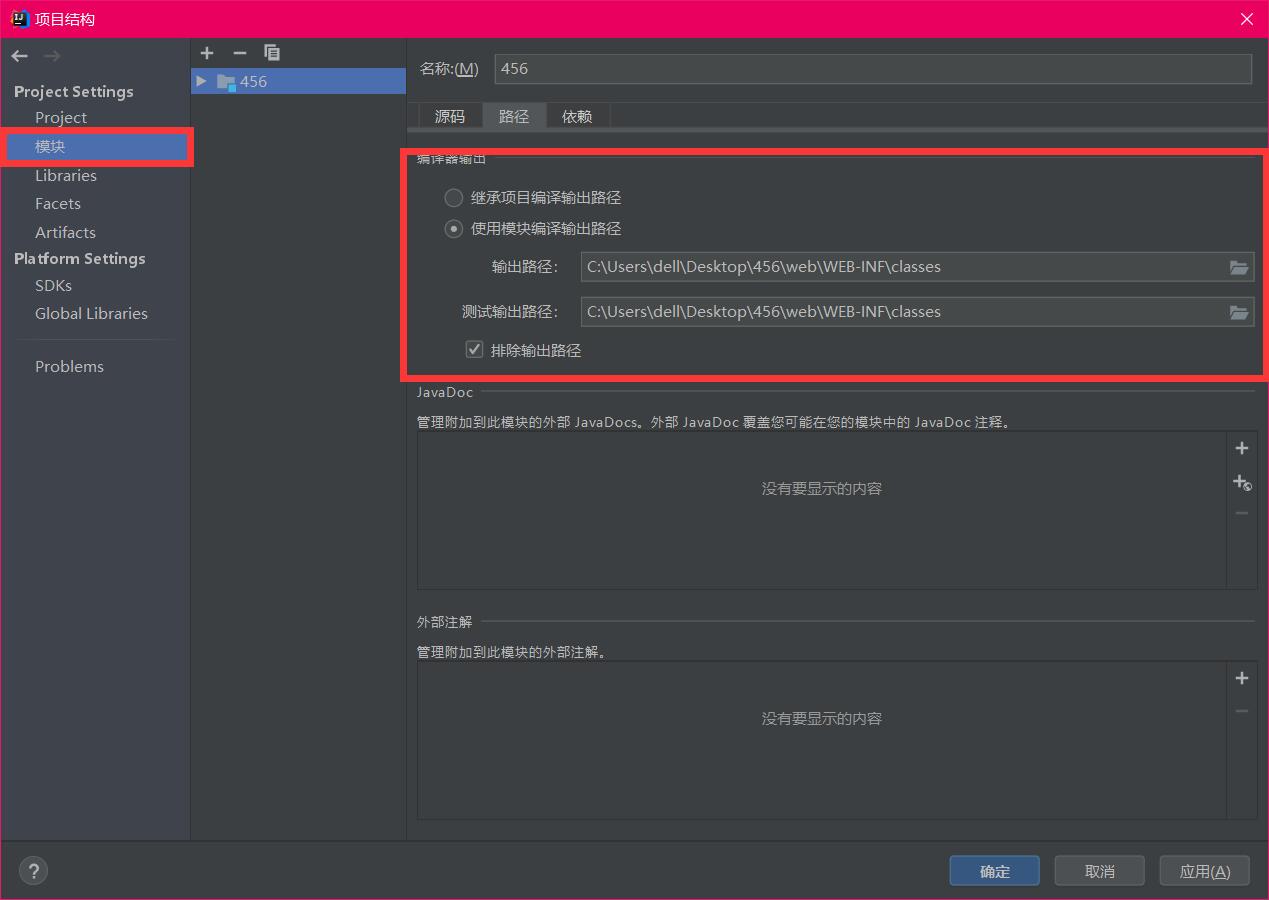 项目结构
Project Settings
Project
模块
Libraries
Facets
Artifacts
Platform Settings
SDKs
Global Libraries
Problems
456
名称:(M)
456
源码
路径
依赖
编译器输出
继承项目编译输出路径
使用模块编译输出路径
输出路径：
C:\Users\dell\Desktop\456\web\WEB-INF\classes
测试输出路径：
C:\Users\dell\Desktop\456\web\WEB-INF\classes
排除输出路径
JavaDoc
管理附加到此模块的外部 JavaDocs。外部 JavaDoc 覆盖您可能在您的模块中的 JavaDoc 注释。
没有要显示的内容
外部注解
管理附加到此模块的外部注解。
没有要显示的内容
?
确定
取消
应用(A)